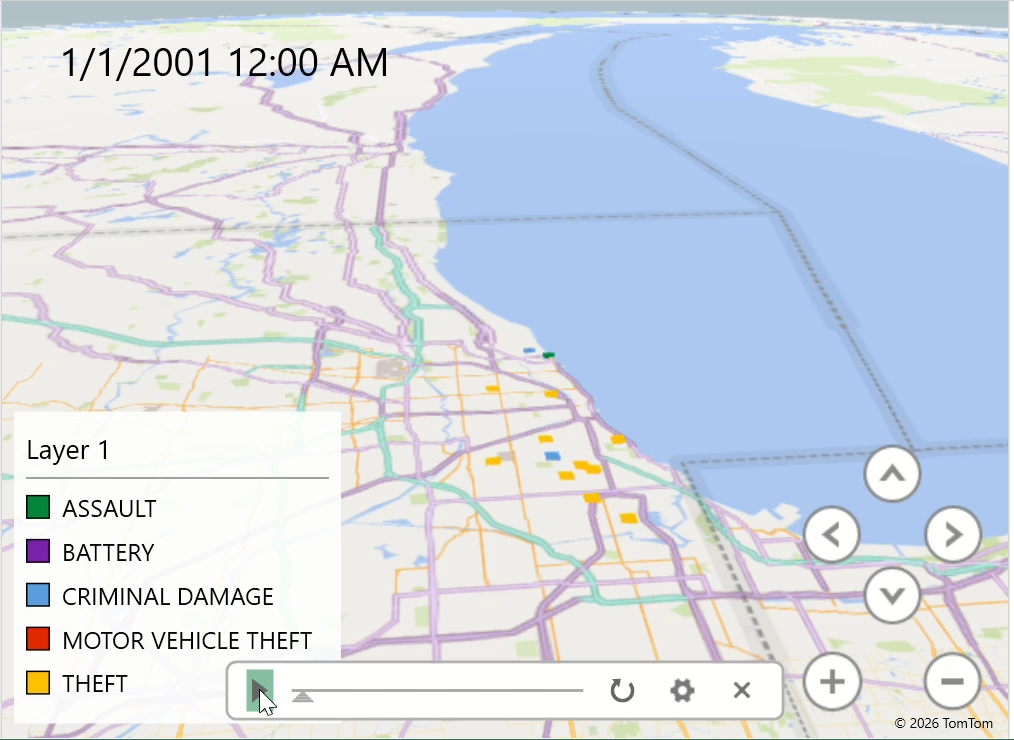 1/1/2001 12:00 AM
Layer 1
ASSAULT
BATTERY
CRIMINAL DAMAGE
MOTOR VEHICLE THEFT
THEFT
© 2026 TomTom